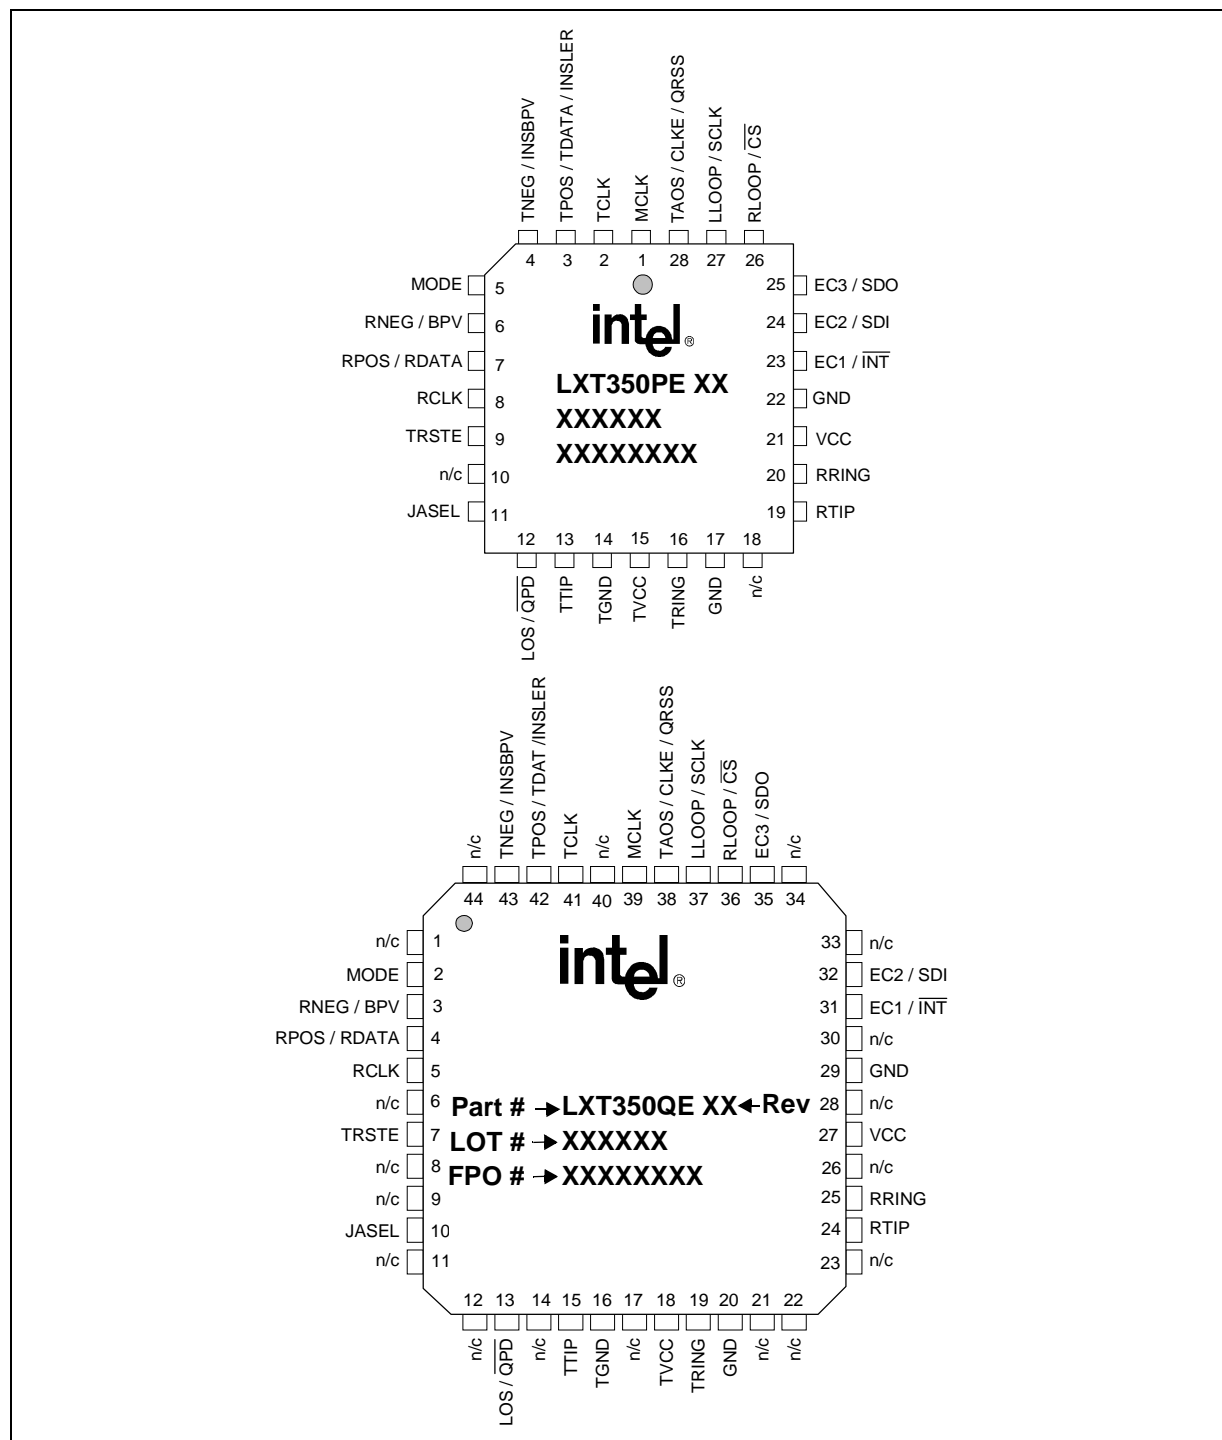 TNEG / INSBPV
TPOS / TDATA / INSLER
TCLK
MCLK
TAOS / CLKE / QRSS
LLOOP / SCLK
RLOOP / CS
4 3 2 1 28 27 26
MODE 5
RNEG / BPV 6
RPOS / RDATA 7
RCLK 8
TRSTE 9
n/c 10
JASEL 11
intel®
LXT350PE XX
XXXXXX
XXXXXXXX
25 EC3 / SDO
24 EC2 / SDI
23 EC1 / INT
22 GND
21 VCC
20 RRING
19 RTIP
12 13 14 15 16 17 18
LOS / QPD
TTIP
TGND
TVCC
TRING
GND
n/c
n/c
TNEG / INSBPV
TPOS / TDAT /INSLER
TCLK
n/c
MCLK
TAOS / CLKE / QRSS
LLOOP / SCLK
RLOOP / CS
EC3 / SDO
n/c
44 43 42 41 40 39 38 37 36 35 34
n/c 1
MODE 2
RNEG / BPV 3
RPOS / RDATA 4
RCLK 5
n/c 6
TRSTE 7
n/c 8
n/c 9
JASEL 10
n/c 11
intel®
Part # LXT350QE XX Rev
LOT # XXXXXX
FPO # XXXXXXXX
33 n/c
32 EC2 / SDI
31 EC1 / INT
30 n/c
29 GND
28 n/c
27 VCC
26 n/c
25 RRING
24 RTIP
23 n/c
12 13 14 15 16 17 18 19 20 21 22
n/c
LOS / QPD
n/c
TTIP
TGND
n/c
TVCC
TRING
GND
n/c
n/c